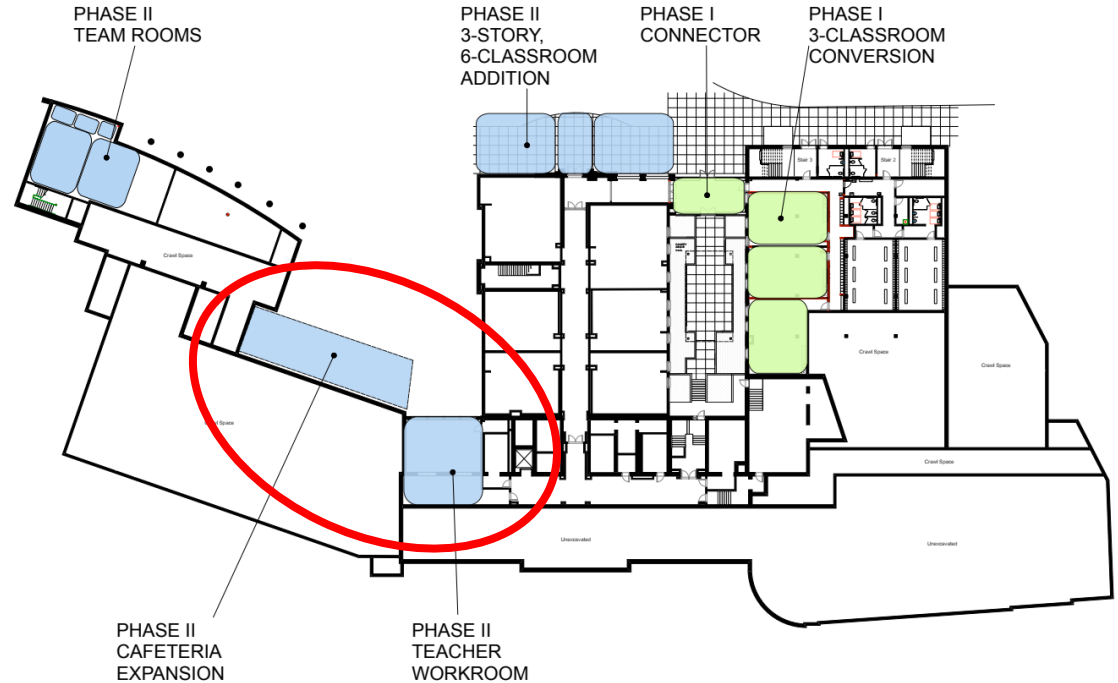 PHASE II
TEAM ROOMS
PHASE II
3-STORY,
6-CLASSROOM
ADDITION
PHASE I
CONNECTOR
PHASE I
3-CLASSROOM
CONVERSION
Stair 3
Stair 2
Crawl Space
Crawl Space
Crawl Space
Crawl Space
Crawl Space
Unexcavated
Unexcavated
PHASE II
CAFETERIA
EXPANSION
PHASE II
TEACHER
WORKROOM